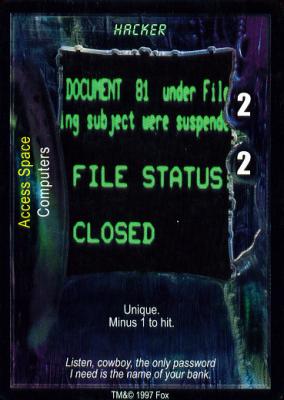 HACKER
DOCUMENT 81 under File
ing subject were suspende
2
2
FILE STATUS
CLOSED
Access Space
Computers
Unique.
Minus 1 to hit.
Listen, cowboy, the only password
I need is the name of your bank.
TM&© 1997 Fox